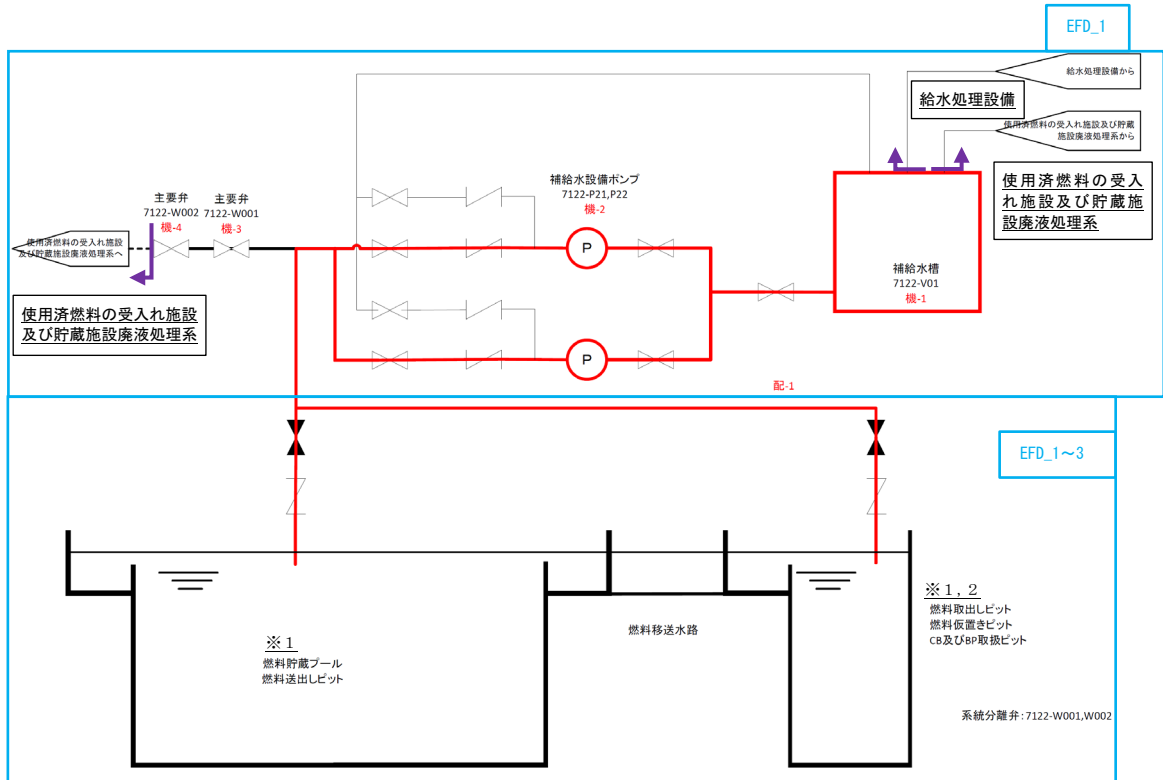 EFD_1
給水処理設備から
給水処理設備
使用済燃料の受入れ施設及び貯蔵
施設廃液処理系から
使用済燃料の受入
れ施設及び貯蔵施
設廃液処理系
補給水設備ポンプ
7122-P21,P22
機-2
主要弁
7122-W002
機-4
主要弁
7122-W001
機-3
使用済燃料の受入れ施設
及び貯蔵施設廃液処理系へ
使用済燃料の受入れ施設
及び貯蔵施設廃液処理系
P
P
補給水槽
7122-V01
機-1
配-1
EFD_1～3
※1
燃料貯蔵プール
燃料送出しピット
燃料移送水路
※1, 2
燃料取出しピット
燃料仮置きピット
CB及びBP取扱ピット
系統分離弁:7122-W001,W002